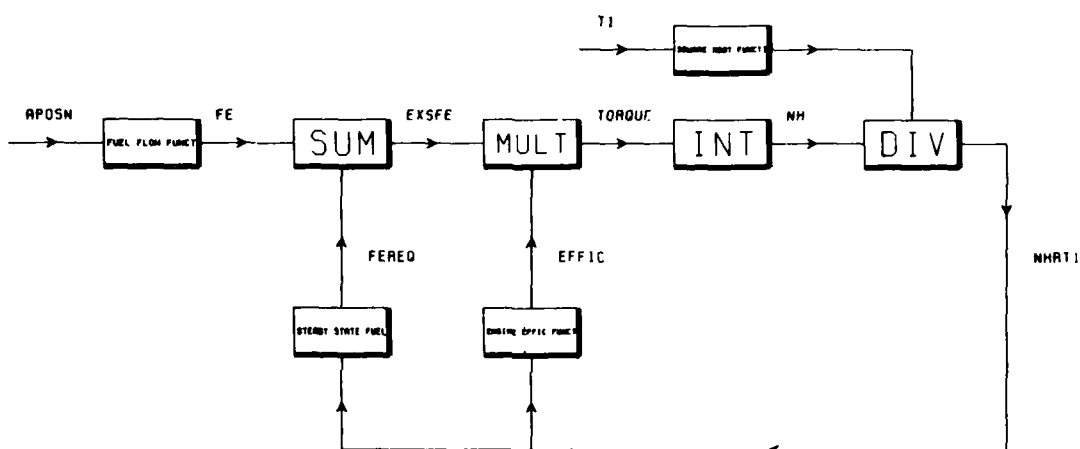 T1
SQUARE ROOT FUNCT
APOSN
FE
EXSFE
TORQUE
NH
FUEL FLOW FUNCT
SUM
MULT
INT
DIV
FEREQ
EFFIC
NHRT1
STEADY STATE FUEL
ENGINE EFFIC FUNCT